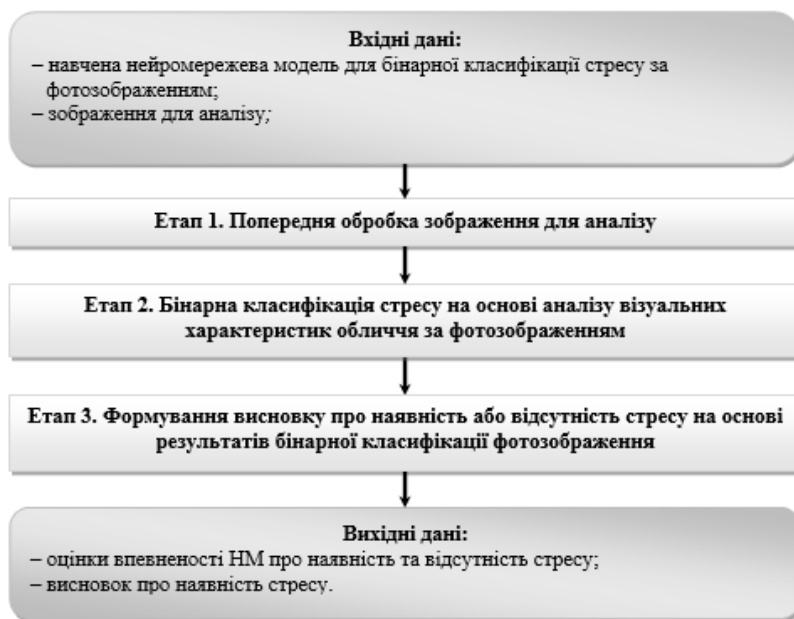 Вхідні дані:
– навчена нейромережева модель для бінарної класифікації стресу за
фотозображенням;
– зображення для аналізу;
Етап 1. Попередня обробка зображення для аналізу
Етап 2. Бінарна класифікація стресу на основі аналізу візуальних
характеристик обличчя за фотозображенням
Етап 3. Формування висновку про наявність або відсутність стресу на основі
результатів бінарної класифікації фотозображення
Вихідні дані:
– оцінки впевненості НМ про наявність та відсутність стресу;
– висновок про наявність стресу.